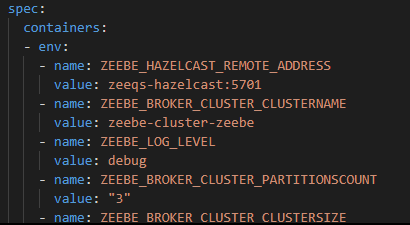 spec:
containers:
- env:
- name: ZEEBE_HAZELCAST_REMOTE_ADDRESS
value: zeeqs-hazelcast:5701
- name: ZEEBE_BROKER_CLUSTER_CLUSTERNAME
value: zeebe-cluster-zeebe
- name: ZEEBE_LOG_LEVEL
value: debug
- name: ZEEBE_BROKER_CLUSTER_PARTITIONSCOUNT
value: "3"
- name: ZEEBE_BROKER_CLUSTER_CLUSTERSIZE